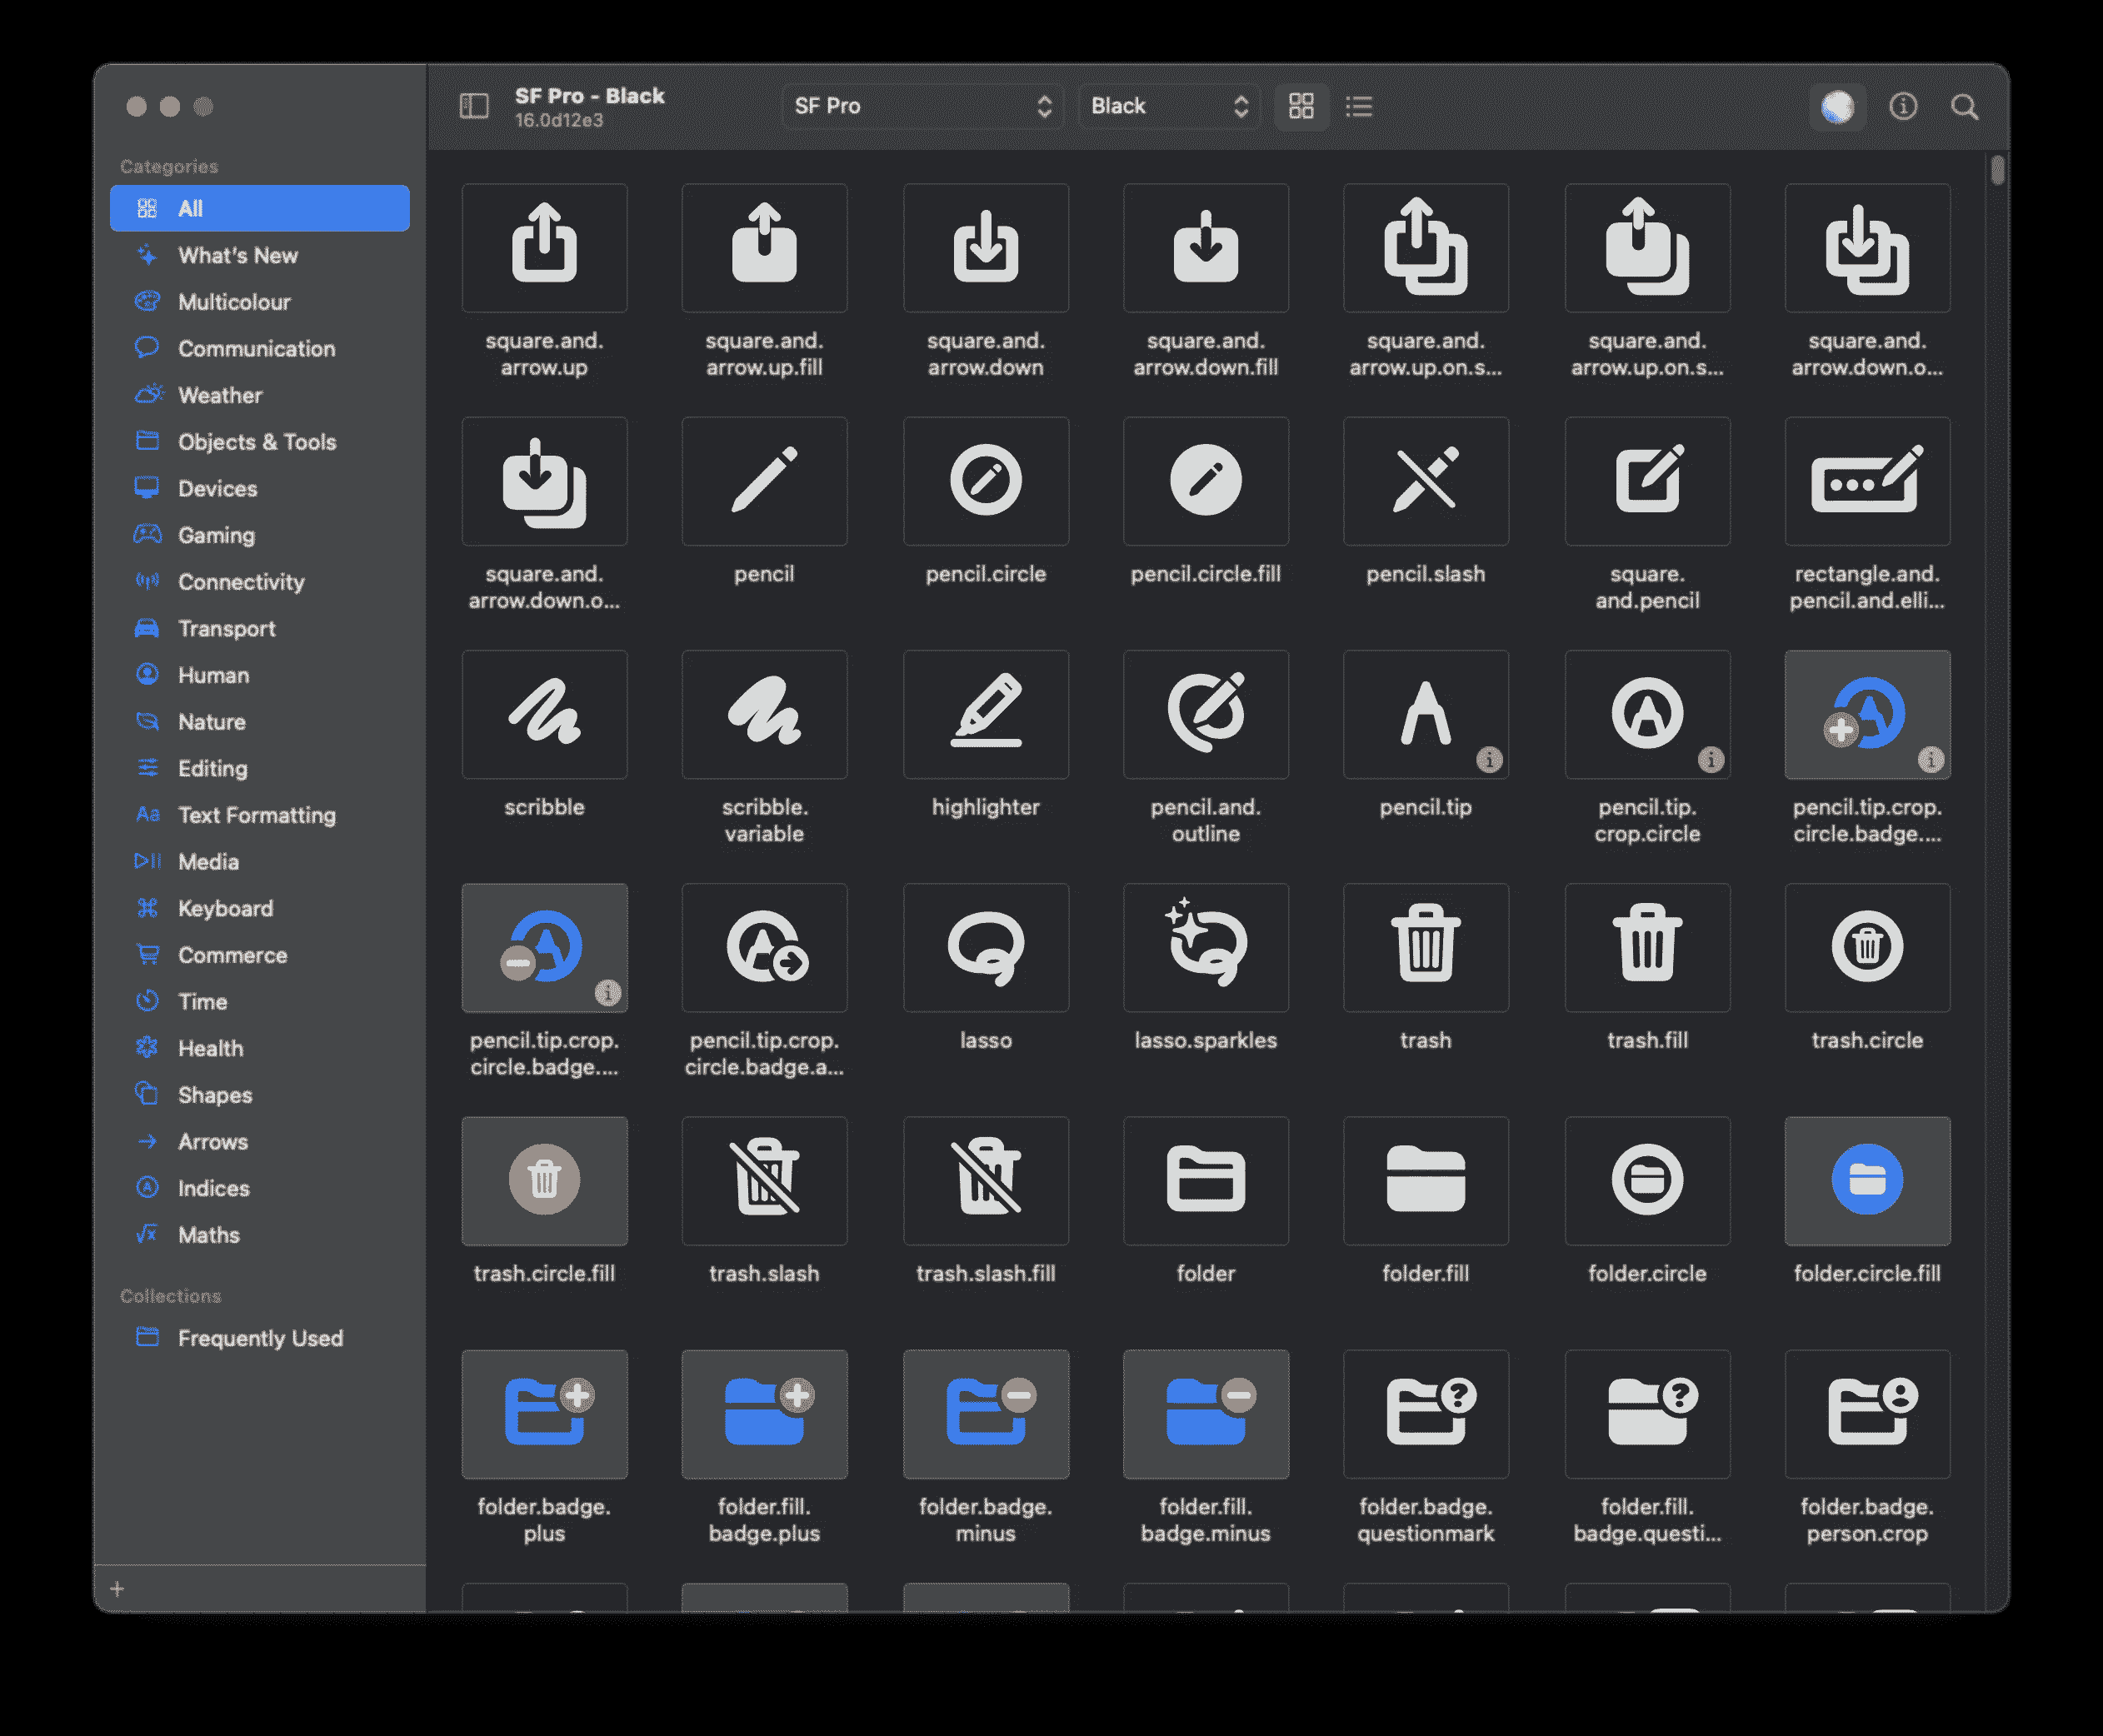 SF Pro - Black
16.0d12e3
SF Pro
Black
Categories
All
What's New
Multicolour
Communication
Weather
Objects & Tools
Devices
Gaming
Connectivity
Transport
Human
Nature
Editing
Text Formatting
Media
Keyboard
Commerce
Time
Health
Shapes
Arrows
Indices
Maths
Collections
Frequently Used
square.and.
arrow.up
square.and.
arrow.up.fill
square.and.
arrow.down
square.and.
arrow.down.fill
square.and.
arrow.up.on.s...
square.and.
arrow.up.on.s...
square.and.
arrow.down.o...
square.and.
arrow.down.o...
pencil
pencil.circle
pencil.circle.fill
pencil.slash
square.
and.pencil
rectangle.and.
pencil.and.elli...
scribble
scribble.
variable
highlighter
pencil.and.
outline
pencil.tip
pencil.tip.
crop.circle
pencil.tip.crop.
circle.badge....
pencil.tip.crop.
circle.badge....
pencil.tip.crop.
circle.badge.a...
lasso
lasso.sparkles
trash
trash.fill
trash.circle
trash.circle.fill
trash.slash
trash.slash.fill
folder
folder.fill
folder.circle
folder.circle.fill
folder.badge.
plus
folder.fill.
badge.plus
folder.badge.
minus
folder.fill.
badge.minus
folder.badge.
questionmark
folder.fill.
badge.questi...
folder.badge.
person.crop